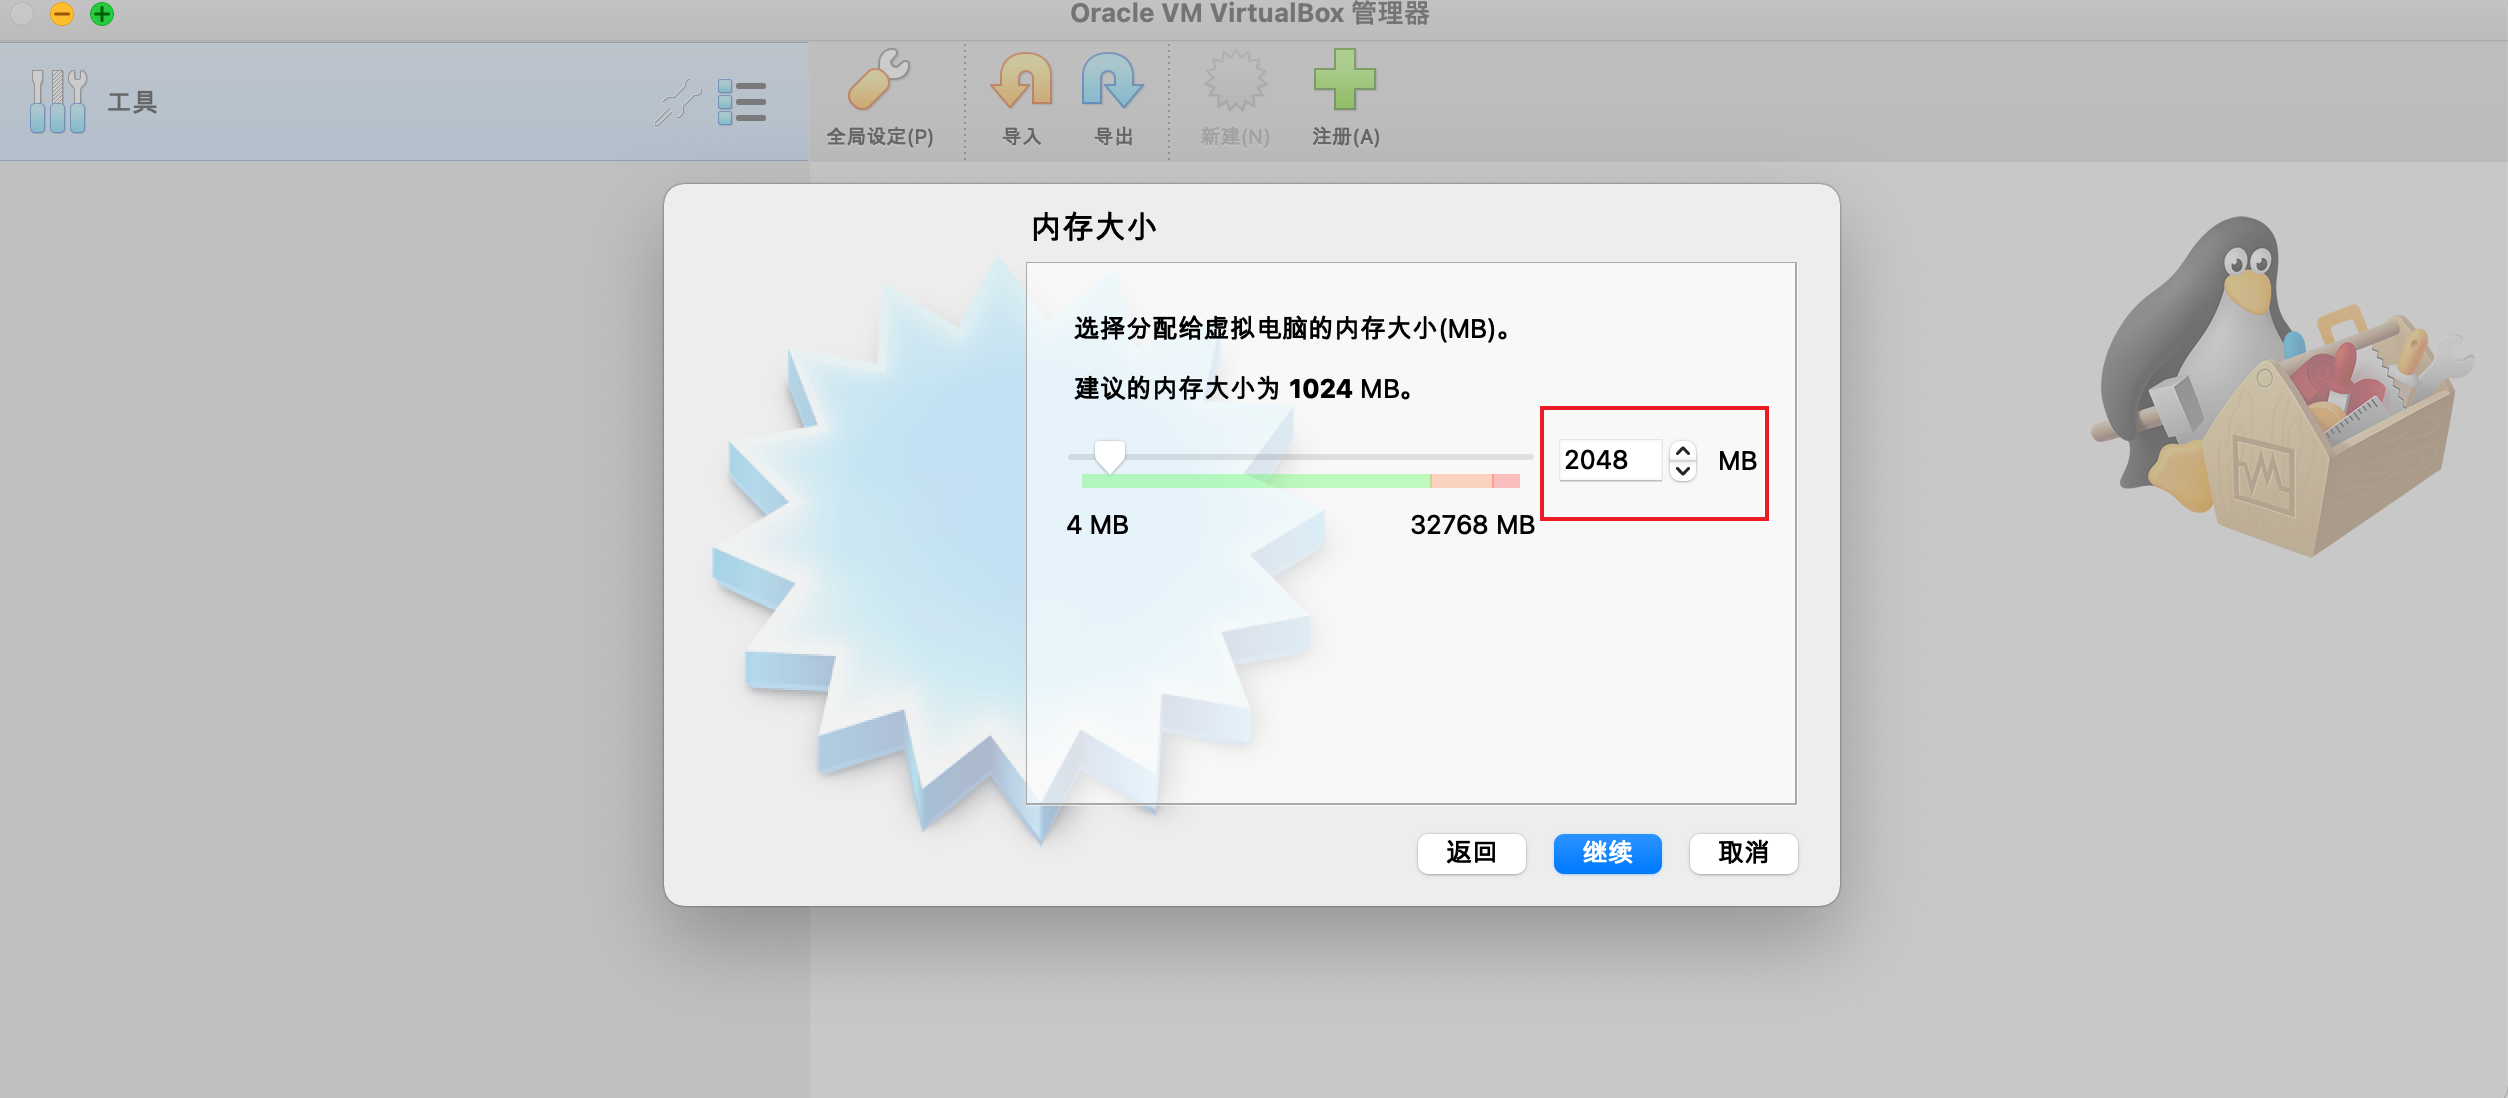 Oracle VM VirtualBox 管理器
工具
全局设定(P)
导入
导出
新建(N)
注册(A)
内存大小
选择分配给虚拟电脑的内存大小(MB)。
建议的内存大小为 1024 MB。
2048 MB
4 MB 32768 MB
返回 继续 取消